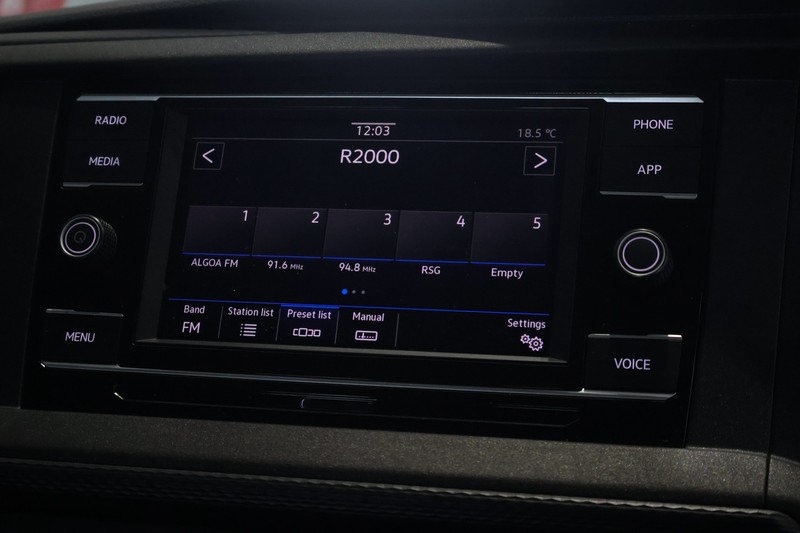 RADIO
MEDIA
MENU
12:03
18.5 °C
<
R2000
>
1
2
3
4
5
ALGOA FM
91.6 MHz
94.8 MHz
RSG
Empty
Band
FM
Station list
Preset list
Manual
Settings
PHONE
APP
VOICE